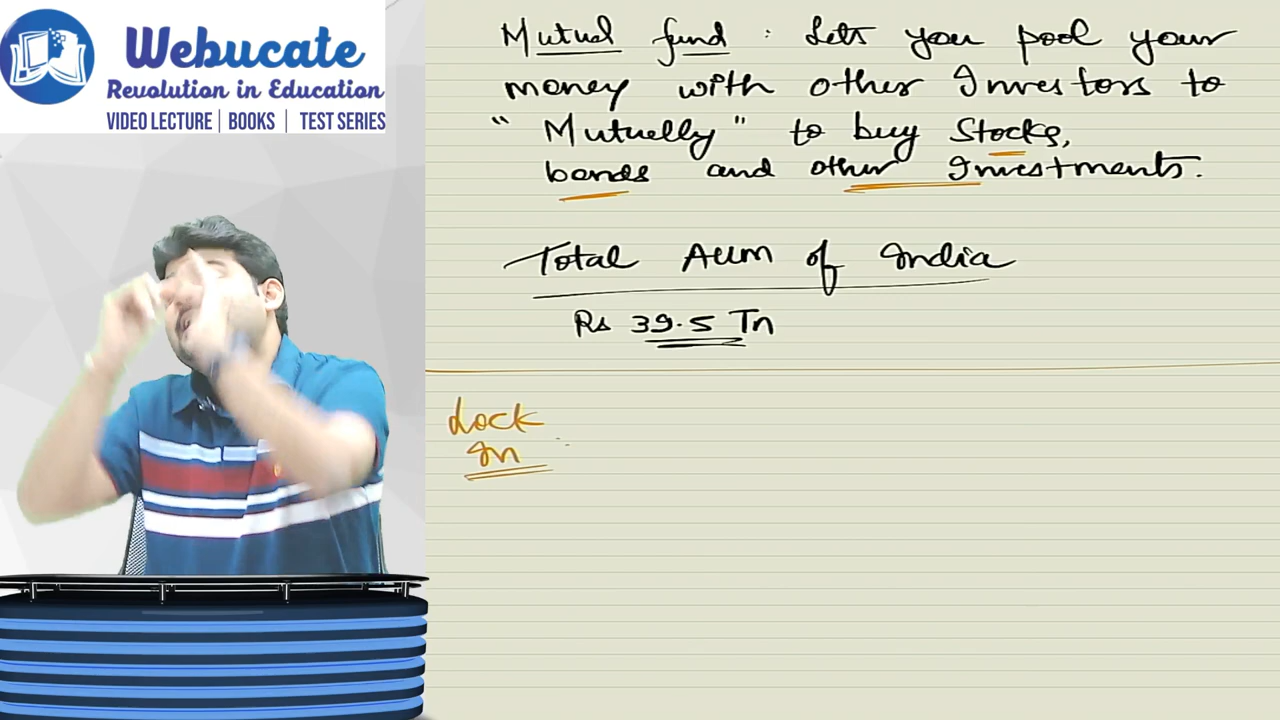 Webucate
Revolution in Education
VIDEO LECTURE | BOOKS | TEST SERIES
Mutual fund : Lets you pool your
money with other Investors to
" Mutually " to buy Stocks,
bonds and other Investments.
Total AUM of India
Rs 39.5 Tn
Lock
In